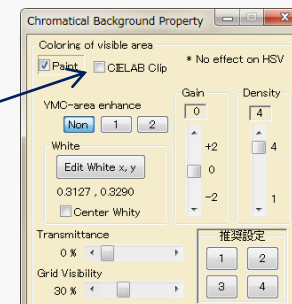 Chromatical Background Property
Coloring of visible area
Paint CIELAB Clip * No effect on HSV
YMC-area enhance
Non 1 2
Gain Density
0 4
+2 4
0
-2 1
White
Edit White x, y
0.3127 , 0.3290
Center Whity
Transmittance
0 %
Grid Visibility
30 %
推奨設定
1 2
3 4